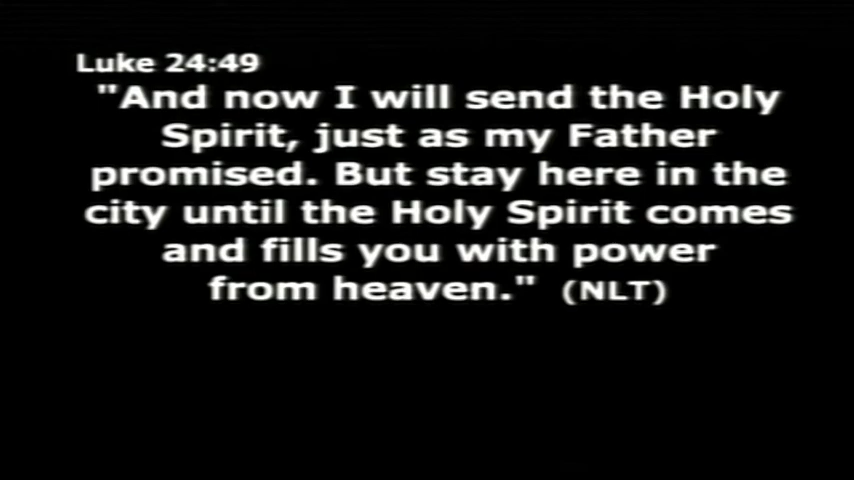 Luke 24:49
"And now I will send the Holy
Spirit, just as my Father
promised. But stay here in the
city until the Holy Spirit comes
and fills you with power
from heaven." (NLT)